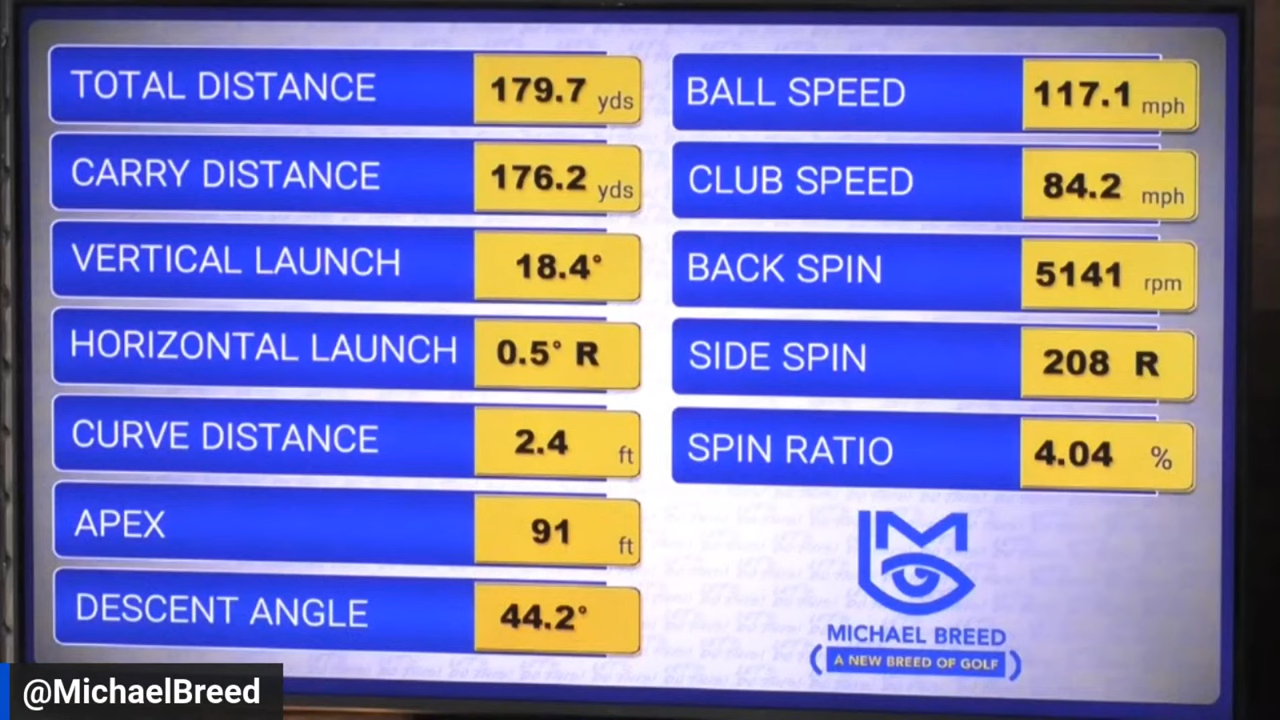 TOTAL DISTANCE 179.7 yds
CARRY DISTANCE 176.2 yds
VERTICAL LAUNCH 18.4°
HORIZONTAL LAUNCH 0.5° R
CURVE DISTANCE 2.4 ft
APEX 91 ft
DESCENT ANGLE 44.2°
BALL SPEED 117.1 mph
CLUB SPEED 84.2 mph
BACK SPIN 5141 rpm
SIDE SPIN 208 R
SPIN RATIO 4.04 %
MICHAEL BREED
(A NEW BREED OF GOLF)
@MichaelBreed